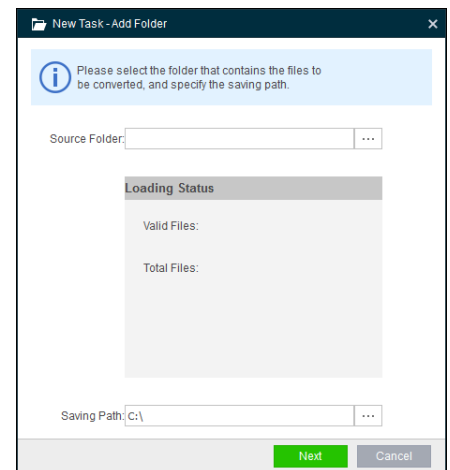 New Task - Add Folder
Please select the folder that contains the files to
be converted, and specify the saving path.
Source Folder:
...
Loading Status
Valid Files:
Total Files:
Saving Path: C:\
...
Next Cancel